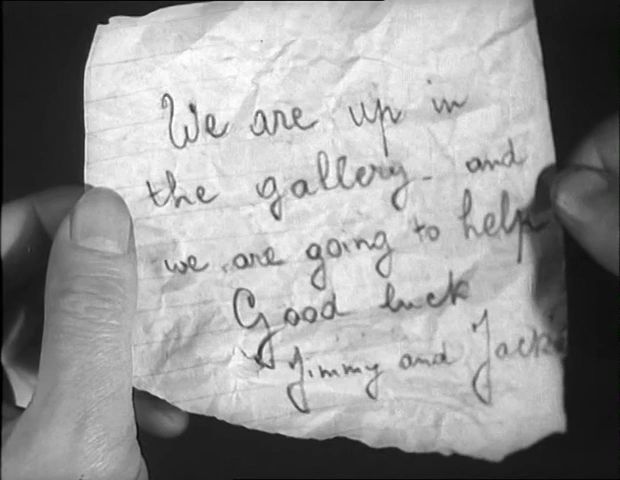 We are up in
the gallery - and
we are going to help
Good luck
Jimmy and Jack